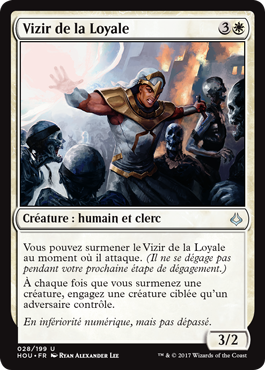 Vizir de la Loyale
3
Créature : humain et clerc
Vous pouvez surmener le Vizir de la Loyale
au moment où il attaque. (Il ne se dégage pas
pendant votre prochaine étape de dégagement.)
À chaque fois que vous surmenez une
créature, engagez une créature ciblée qu'un
adversaire contrôle.
En infériorité numérique, mais pas dépassé.
3/2
028/199 U
HOU • FR Ryan Alexander Lee
™ & © 2017 Wizards of the Coast